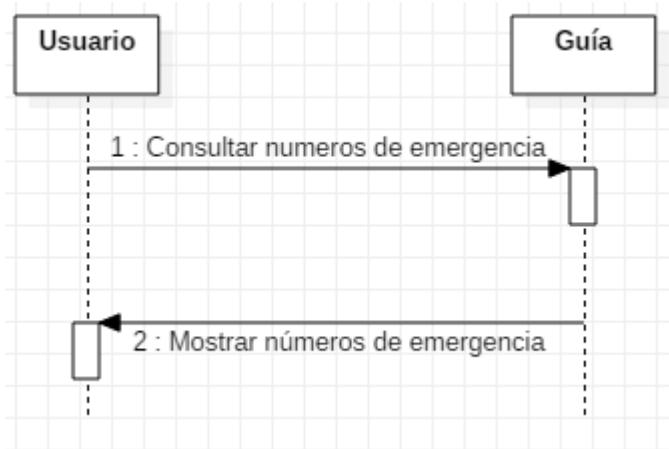 Usuario
Guía
1 : Consultar numeros de emergencia
2 : Mostrar números de emergencia